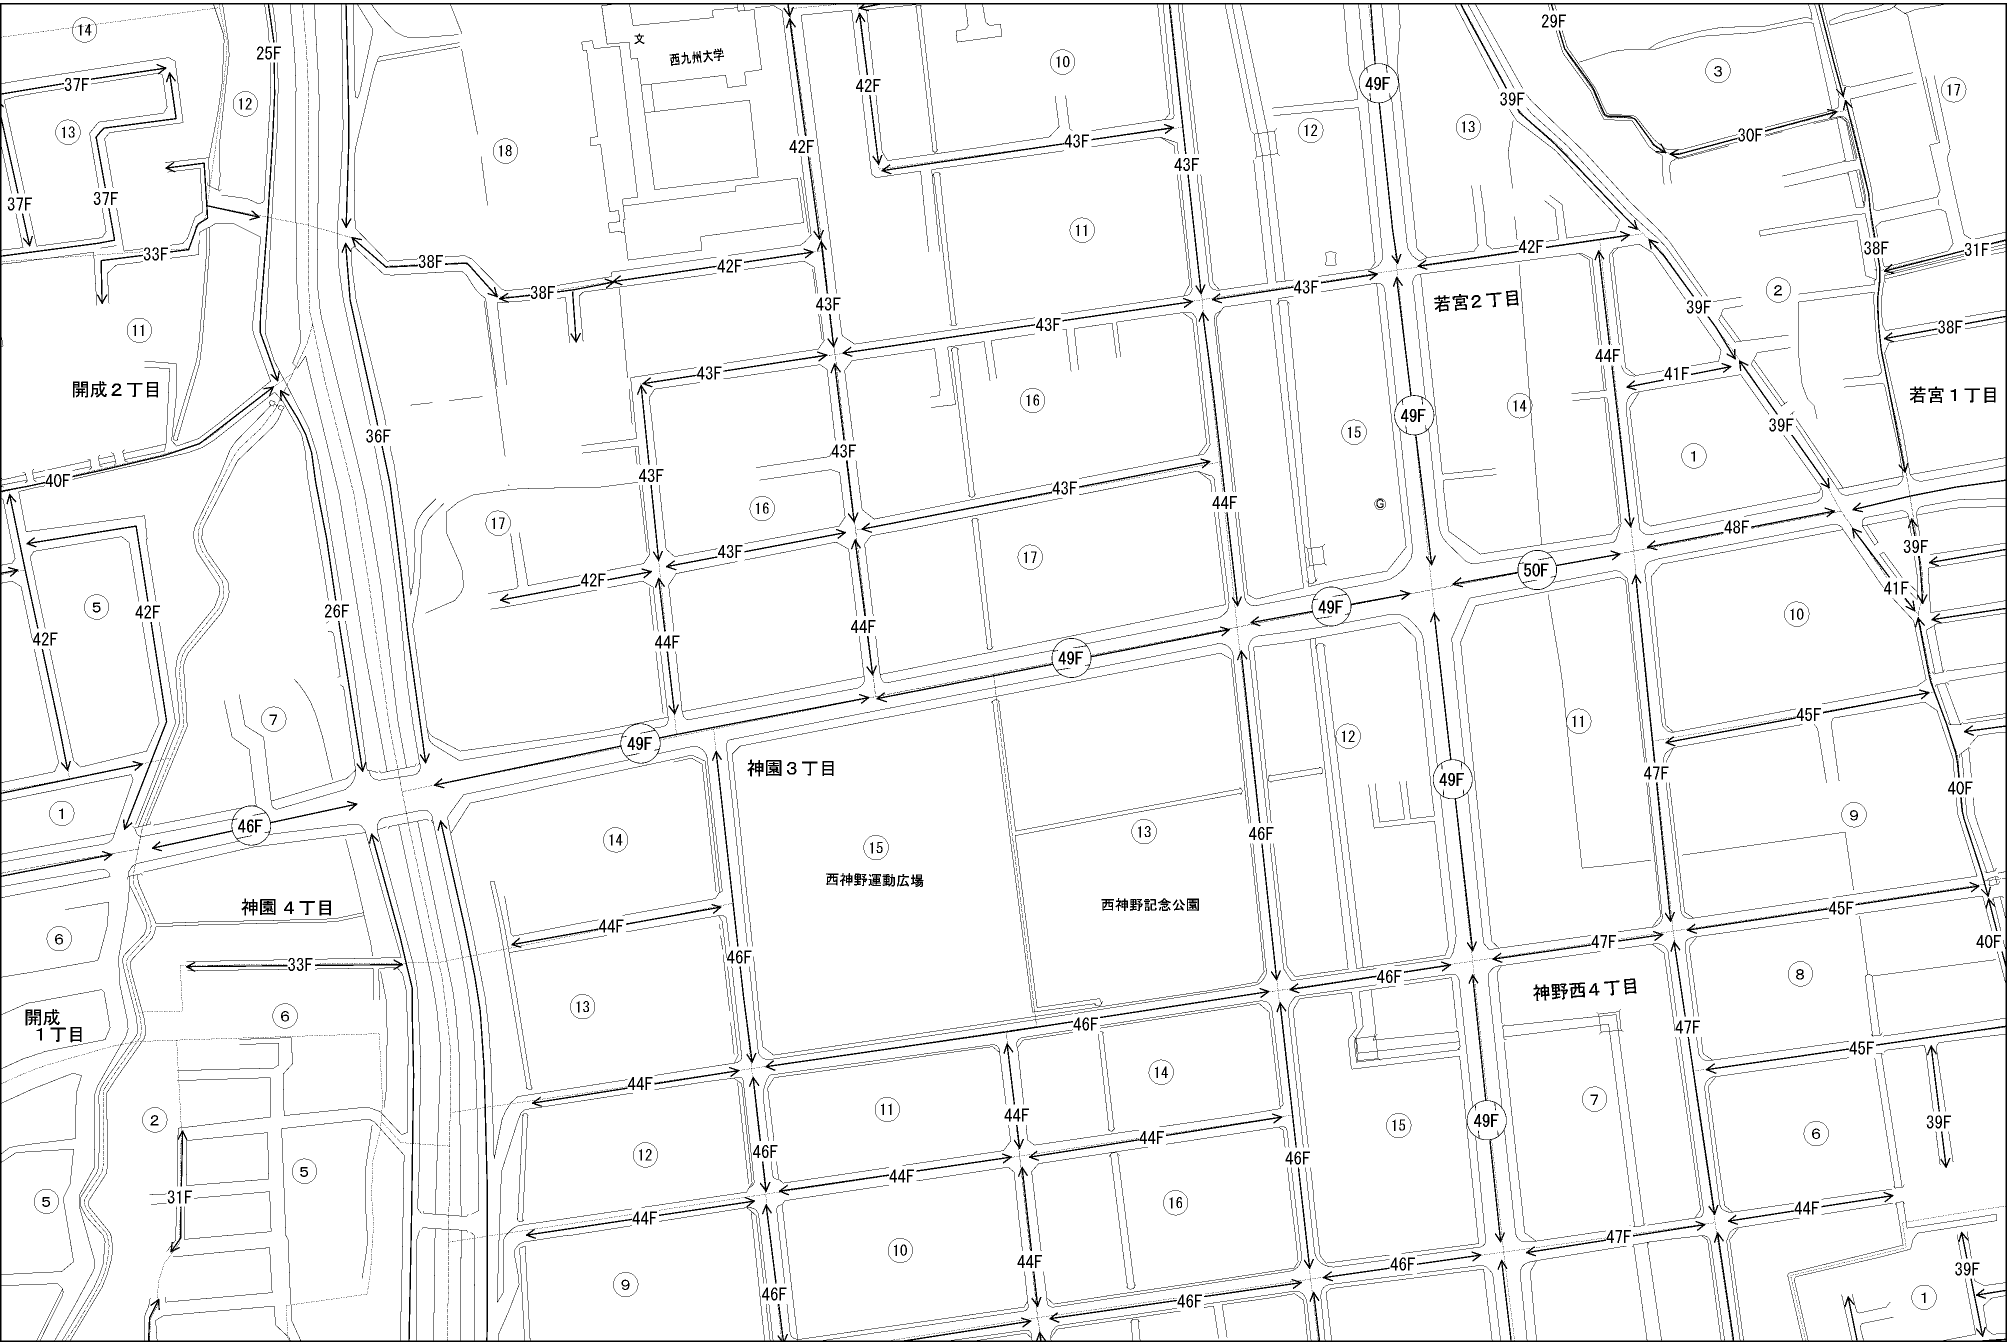 29F
14
25F
文
西九州大学
10
3
37F
12
42F
49F
39F
17
13
18
42F
43F
12
13
30F
43F
37F
37F
11
38F
33F
38F
42F
42F
31F
2
38F
43F
43F
39F
若宮2丁目
11
43F
38F
44F
開成2丁目
43F
41F
若宮1丁目
16
14
49F
15
36F
39F
43F
1
40F
43F
43F
16
44F
G
17
48F
43F
39F
17
50F
42F
41F
5
42F
26F
49F
10
42F
44F
44F
49F
7
45F
11
12
49F
神園3丁目
47F
49F
40F
1
46F
14
15
13
46F
9
西神野運動広場
西神野記念公園
神園4丁目
45F
44F
6
47F
40F
46F
33F
46F
8
神野西4丁目
13
開成
1丁目
6
46F
47F
45F
14
44F
7
11
2
44F
49F
39F
15
6
44F
12
46F
46F
5
44F
31F
5
16
44F
44F
47F
10
44F
46F
39F
9
46F
46F
1